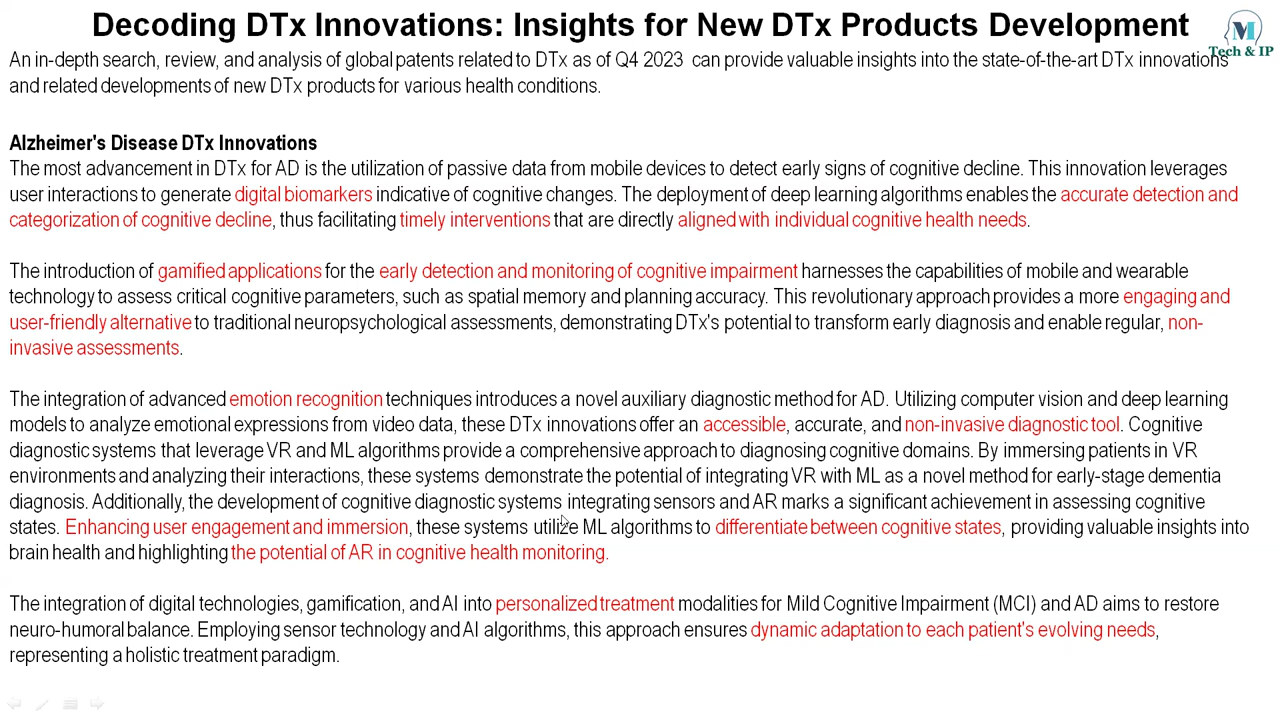 Decoding DTx Innovations: Insights for New DTx Products Development
M
Tech & IP
An in-depth search, review, and analysis of global patents related to DTx as of Q4 2023 can provide valuable insights into the state-of-the-art DTx innovations
and related developments of new DTx products for various health conditions.
Alzheimer's Disease DTx Innovations
The most advancement in DTx for AD is the utilization of passive data from mobile devices to detect early signs of cognitive decline. This innovation leverages
user interactions to generate digital biomarkers indicative of cognitive changes. The deployment of deep learning algorithms enables the accurate detection and
categorization of cognitive decline, thus facilitating timely interventions that are directly aligned with individual cognitive health needs.
The introduction of gamified applications for the early detection and monitoring of cognitive impairment harnesses the capabilities of mobile and wearable
technology to assess critical cognitive parameters, such as spatial memory and planning accuracy. This revolutionary approach provides a more engaging and
user-friendly alternative to traditional neuropsychological assessments, demonstrating DTx's potential to transform early diagnosis and enable regular, non-
invasive assessments.
The integration of advanced emotion recognition techniques introduces a novel auxiliary diagnostic method for AD. Utilizing computer vision and deep learning
models to analyze emotional expressions from video data, these DTx innovations offer an accessible, accurate, and non-invasive diagnostic tool. Cognitive
diagnostic systems that leverage VR and ML algorithms provide a comprehensive approach to diagnosing cognitive domains. By immersing patients in VR
environments and analyzing their interactions, these systems demonstrate the potential of integrating VR with ML as a novel method for early-stage dementia
diagnosis. Additionally, the development of cognitive diagnostic systems integrating sensors and AR marks a significant achievement in assessing cognitive
states. Enhancing user engagement and immersion, these systems utilize ML algorithms to differentiate between cognitive states, providing valuable insights into
brain health and highlighting the potential of AR in cognitive health monitoring.
The integration of digital technologies, gamification, and AI into personalized treatment modalities for Mild Cognitive Impairment (MCI) and AD aims to restore
neuro-humoral balance. Employing sensor technology and AI algorithms, this approach ensures dynamic adaptation to each patient's evolving needs,
representing a holistic treatment paradigm.